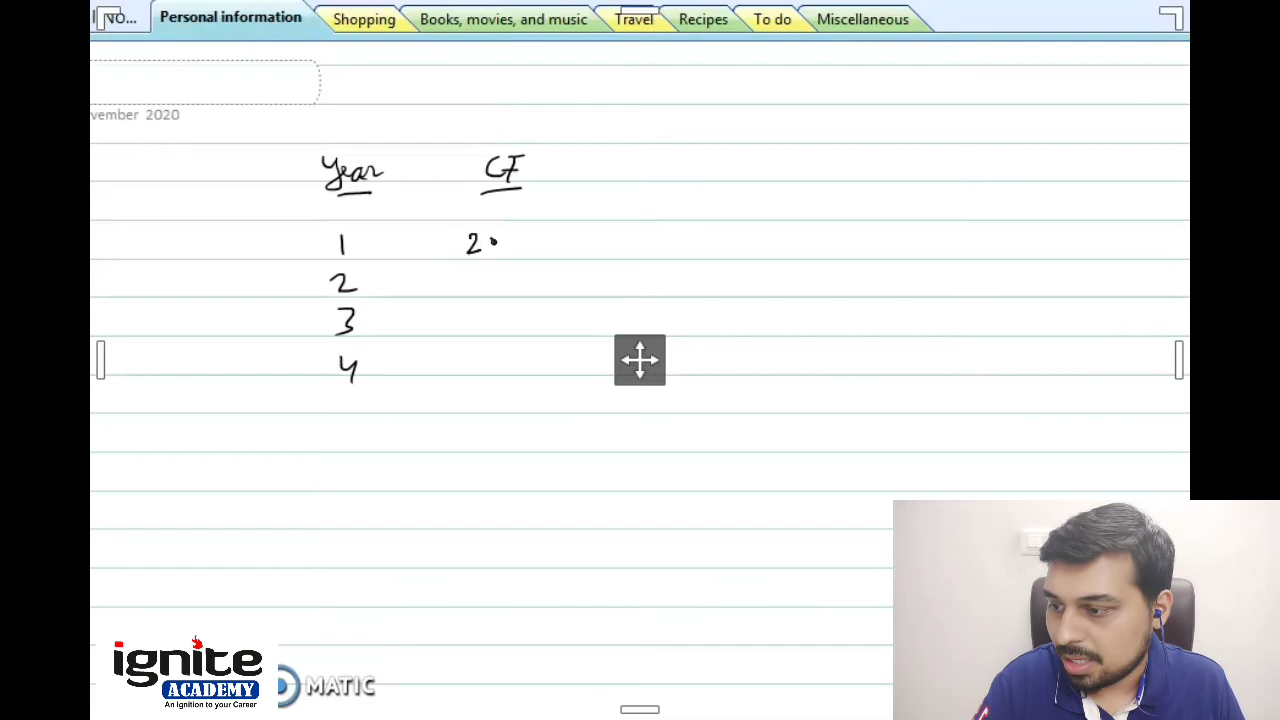 Personal information Shopping Books, movies, and music Travel Recipes To do Miscellaneous
vember 2020
Year CF
1 2
2
3
4
ignite
ACADEMY
An Ignition to your Career
MATIC